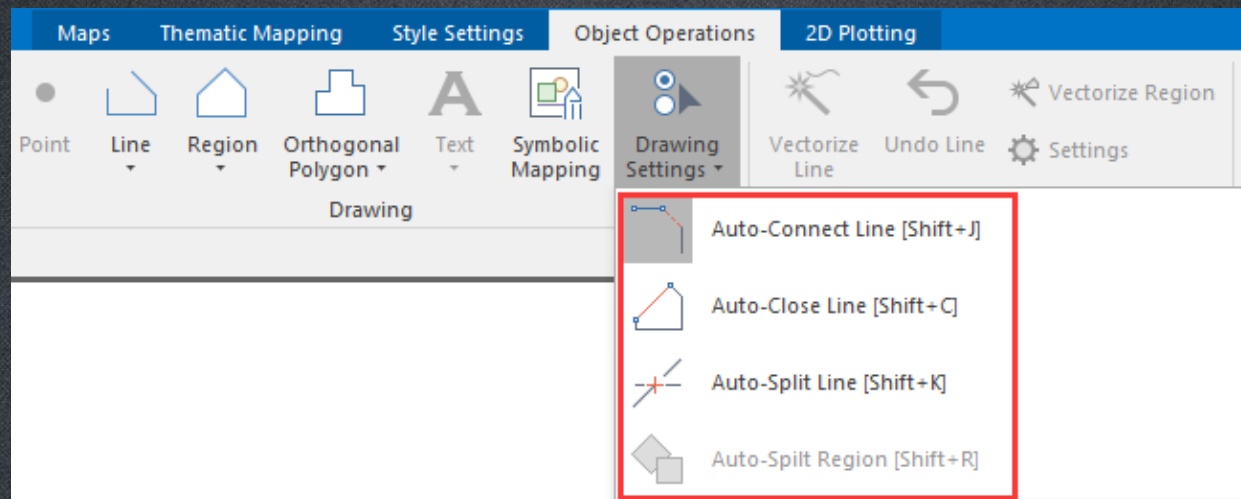 Maps Thematic Mapping Style Settings Object Operations 2D Plotting
Point
Line
Region
Orthogonal
Polygon
Text
Symbolic
Mapping
Drawing
Settings
Drawing
Vectorize
Line
Undo Line
Vectorize Region
Settings
Auto-Connect Line [Shift+J]
Auto-Close Line [Shift+C]
Auto-Split Line [Shift+K]
Auto-Spilt Region [Shift+R]